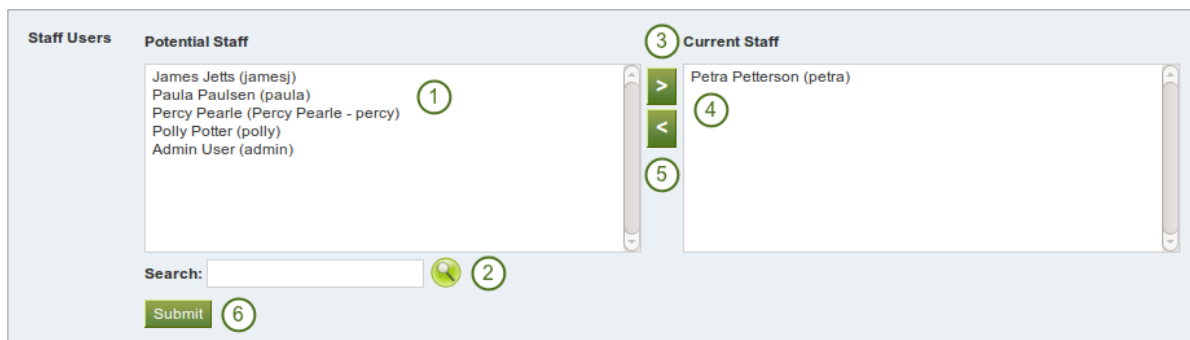 Staff Users Potential Staff 3 Current Staff
James Jetts (jamesj) > Petra Petterson (petra)
Paula Paulsen (paula) 1
Percy Pearle (Percy Pearle - percy) 4
Polly Potter (polly) <
Admin User (admin)
5
Search: 2
Submit 6